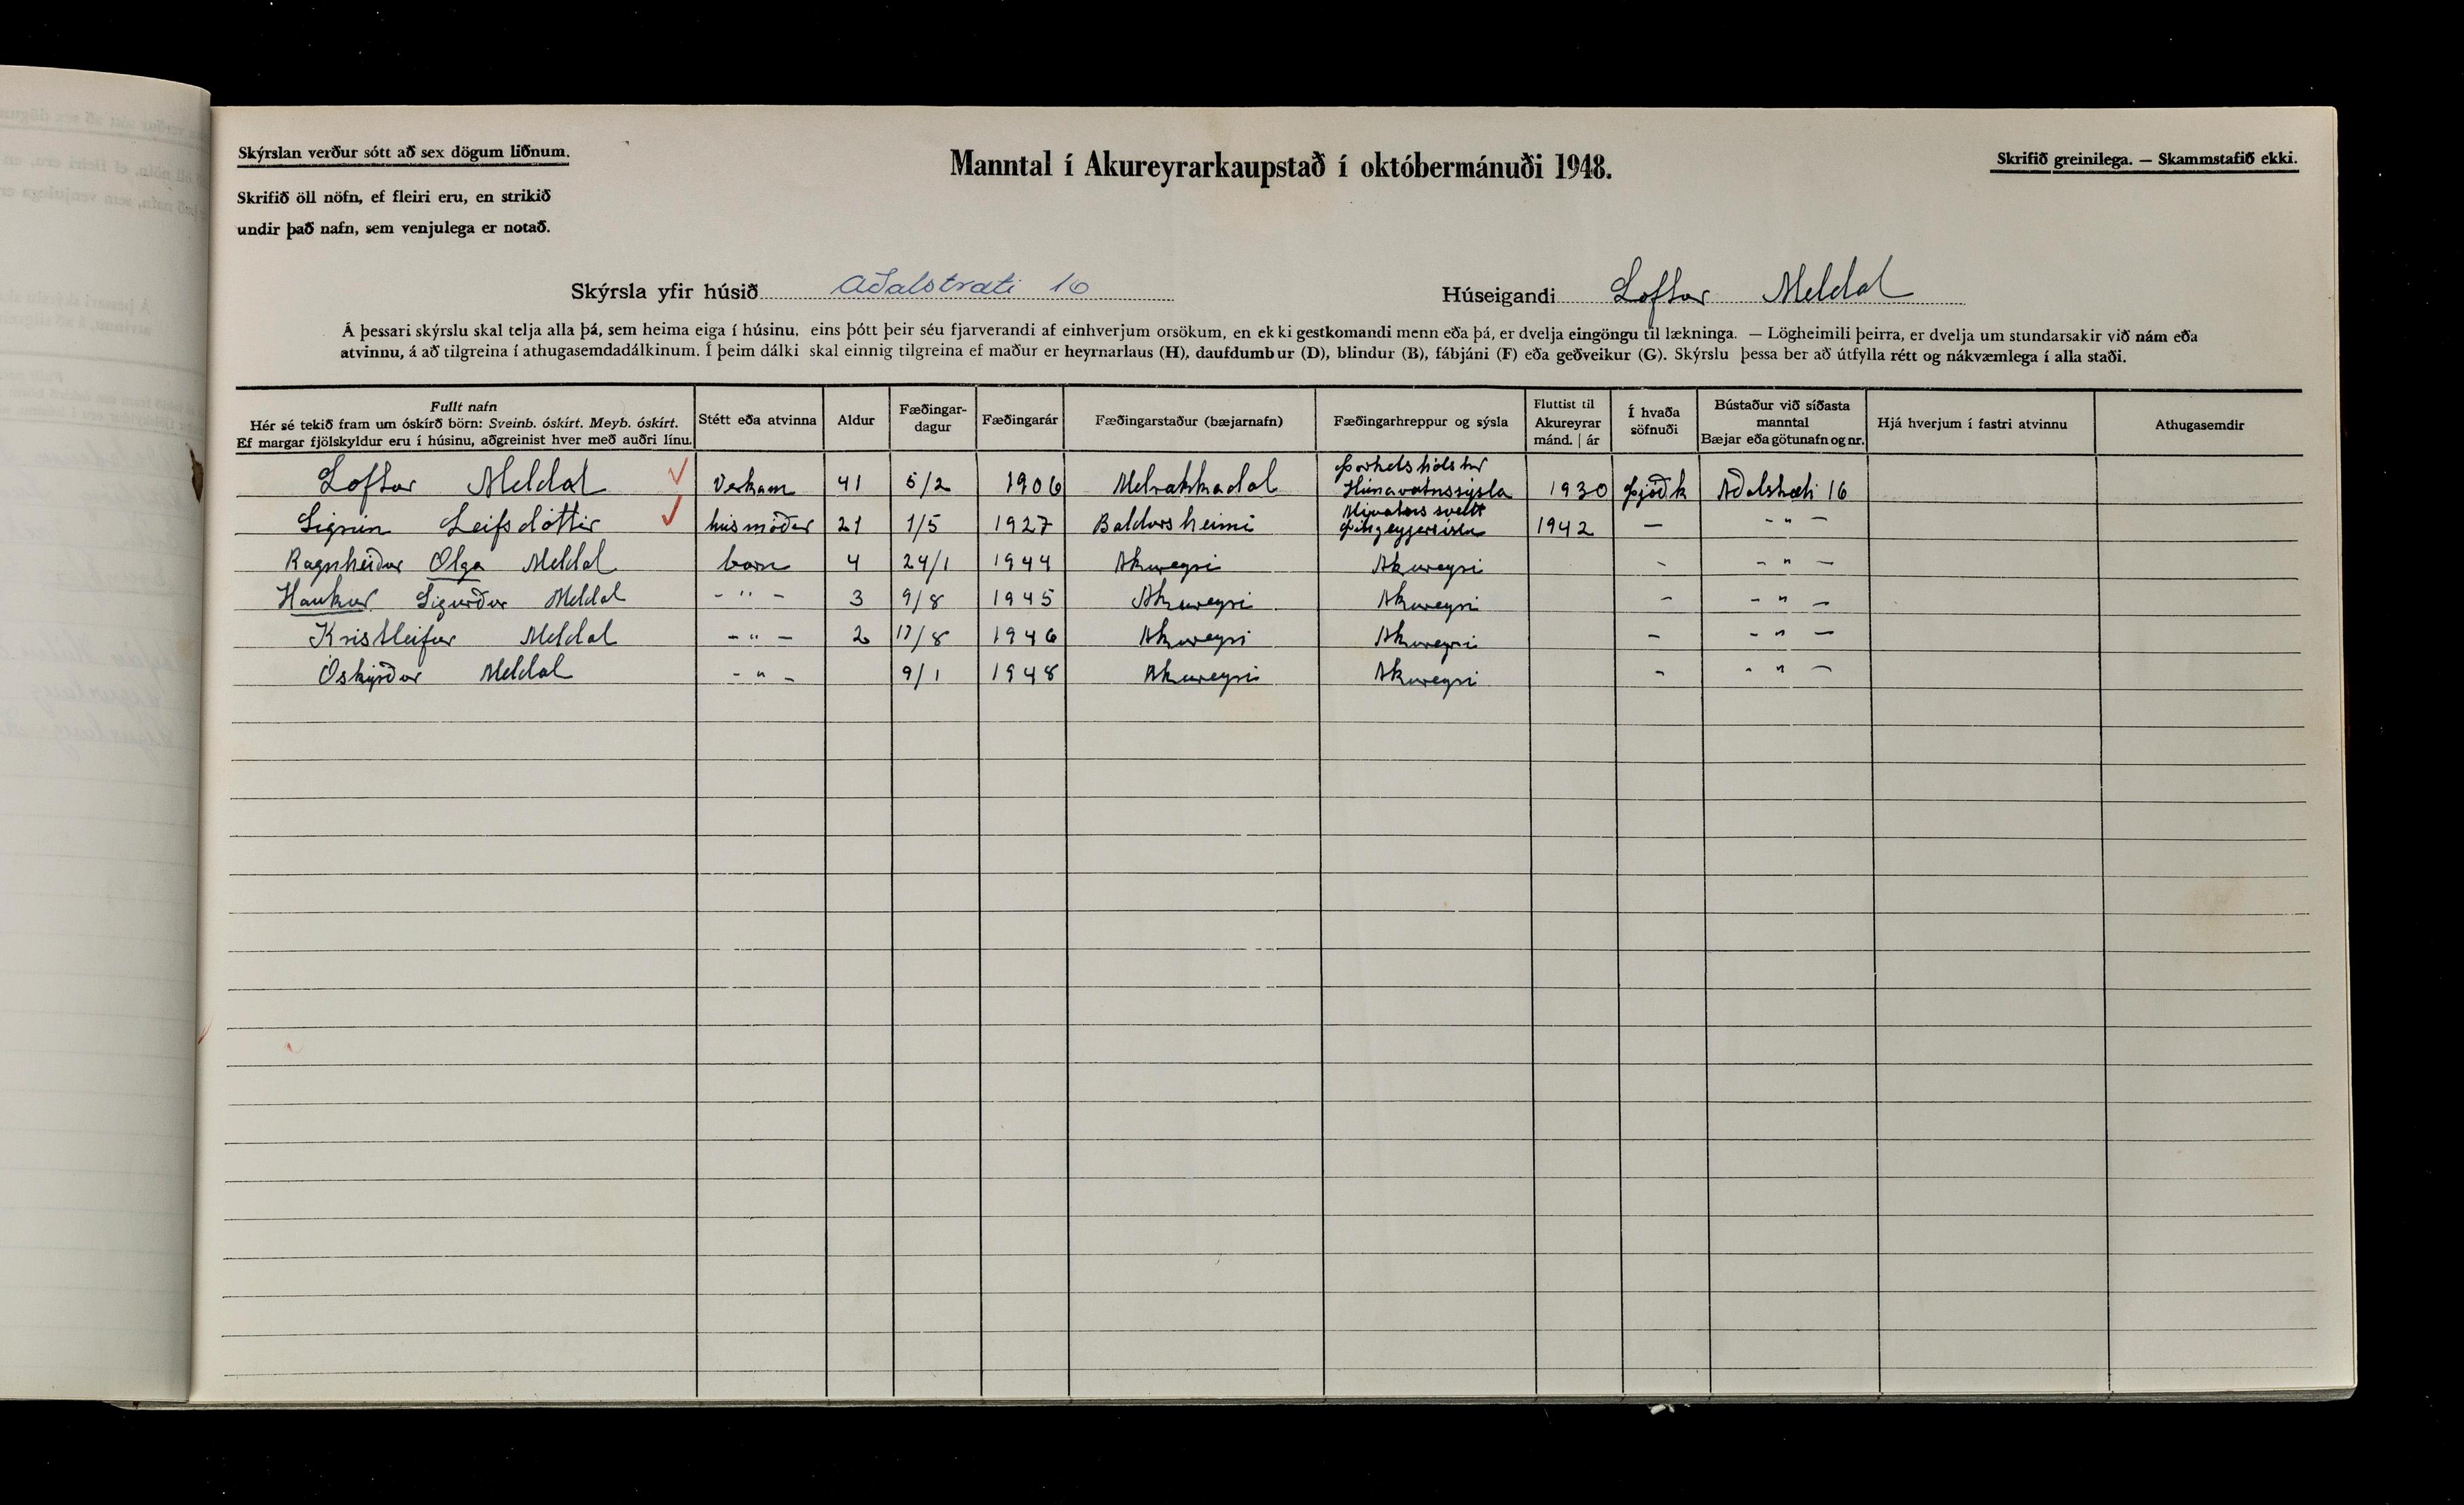 Skýrslan verður sótt að sex dögum liðnum.
Skrifið öll nöfn, ef fleiri eru, en strikið
undir það nafn, sem venjulega er notað.
Manntal í Akureyrarkaupstað í októbermánuði 1948.
Skrifið greinilega. — Skammstafið ekki.
Skýrsla yfir húsið Aðalstræti 16 Húseigandi Loftur Meldal
Á þessari skýrslu skal telja alla þá, sem heima eiga í húsinu, eins þótt þeir séu fjarverandi af einhverjum orsökum, en ekki gestkomandi menn eða þá, er dvelja eingöngu til lækninga. — Lögheimili þeirra, er dvelja um stundarsakir við nám eða
atvinnu, á að tilgreina í athugasemdadálkinum. Í þeim dálki skal einnig tilgreina ef maður er heyrnarlaus (H), daufdumbur (D), blindur (B), fábjáni (F) eða geðveikur (G). Skýrslu þessa ber að útfylla rétt og nákvæmlega í alla staði.
Fullt nafn
Hér sé tekið fram um óskírð börn: Sveinb. óskírt. Meyb. óskírt.
Ef margar fjölskyldur eru í húsinu, aðgreinist hver með auðri línu.
Stétt eða atvinna
Aldur
Fæðingar-
dagur
Fæðingarár
Fæðingarstaður (bæjarnafn)
Fæðingarhreppur og sýsla
Fluttist til
Akureyrar
mánd. | ár
Í hvaða
söfnuði
Bústaður við síðasta
manntal
Bæjar eða götunafn og nr.
Hjá hverjum í fastri atvinnu
Athugasemdir
Loftur Meldal ✓ Verkam 41 5/2 1906 Melrakkadal Þorkelshólshr Húnavatnssýsla 1930 Þjóðk Aðalstræti 16
Sigrún Leifsdóttir ✓ húsmóðir 21 1/5 1927 Baldursheimi Mývatns sveit 1942 — - " -
Ragnheiður Olga Meldal barn 4 24/1 1944 Akureyri Akureyri - - " -
Haukur Sigurður Meldal - " - 3 9/8 1945 Akureyri Akureyri - - " -
Kristleifur Meldal - " - 2 17/8 1946 Akureyri Akureyri - - " -
Óskýrður Meldal - " - 9/1 1948 Akureyri Akureyri - - " -